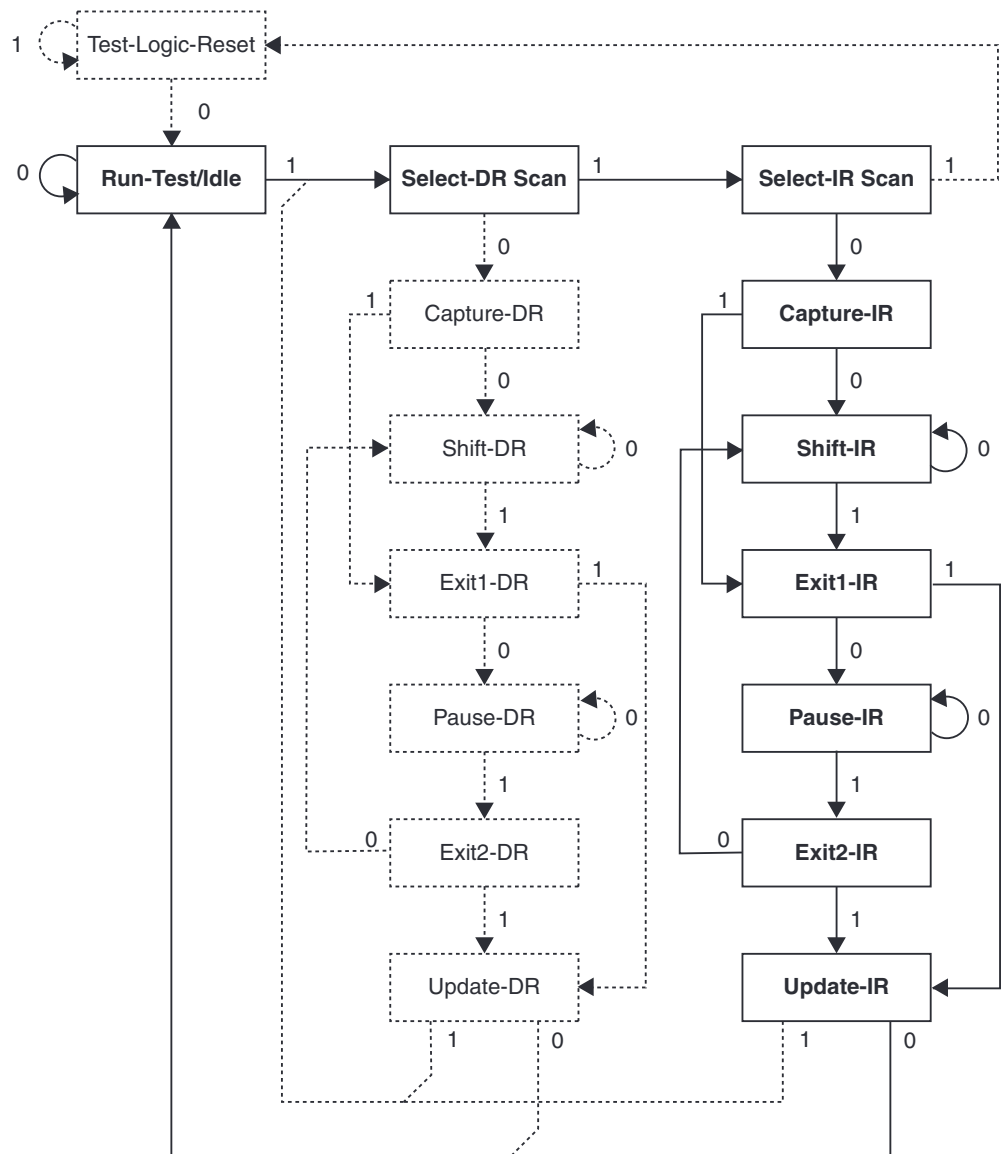 1
Test-Logic-Reset
0
0
Run-Test/Idle
1
Select-DR Scan
1
Select-IR Scan
1
0
0
1
Capture-DR
1
Capture-IR
0
0
Shift-DR
0
Shift-IR
0
1
1
Exit1-DR
1
Exit1-IR
1
0
0
Pause-DR
0
Pause-IR
0
1
1
0
Exit2-DR
0
Exit2-IR
1
1
Update-DR
Update-IR
1
0
1
0